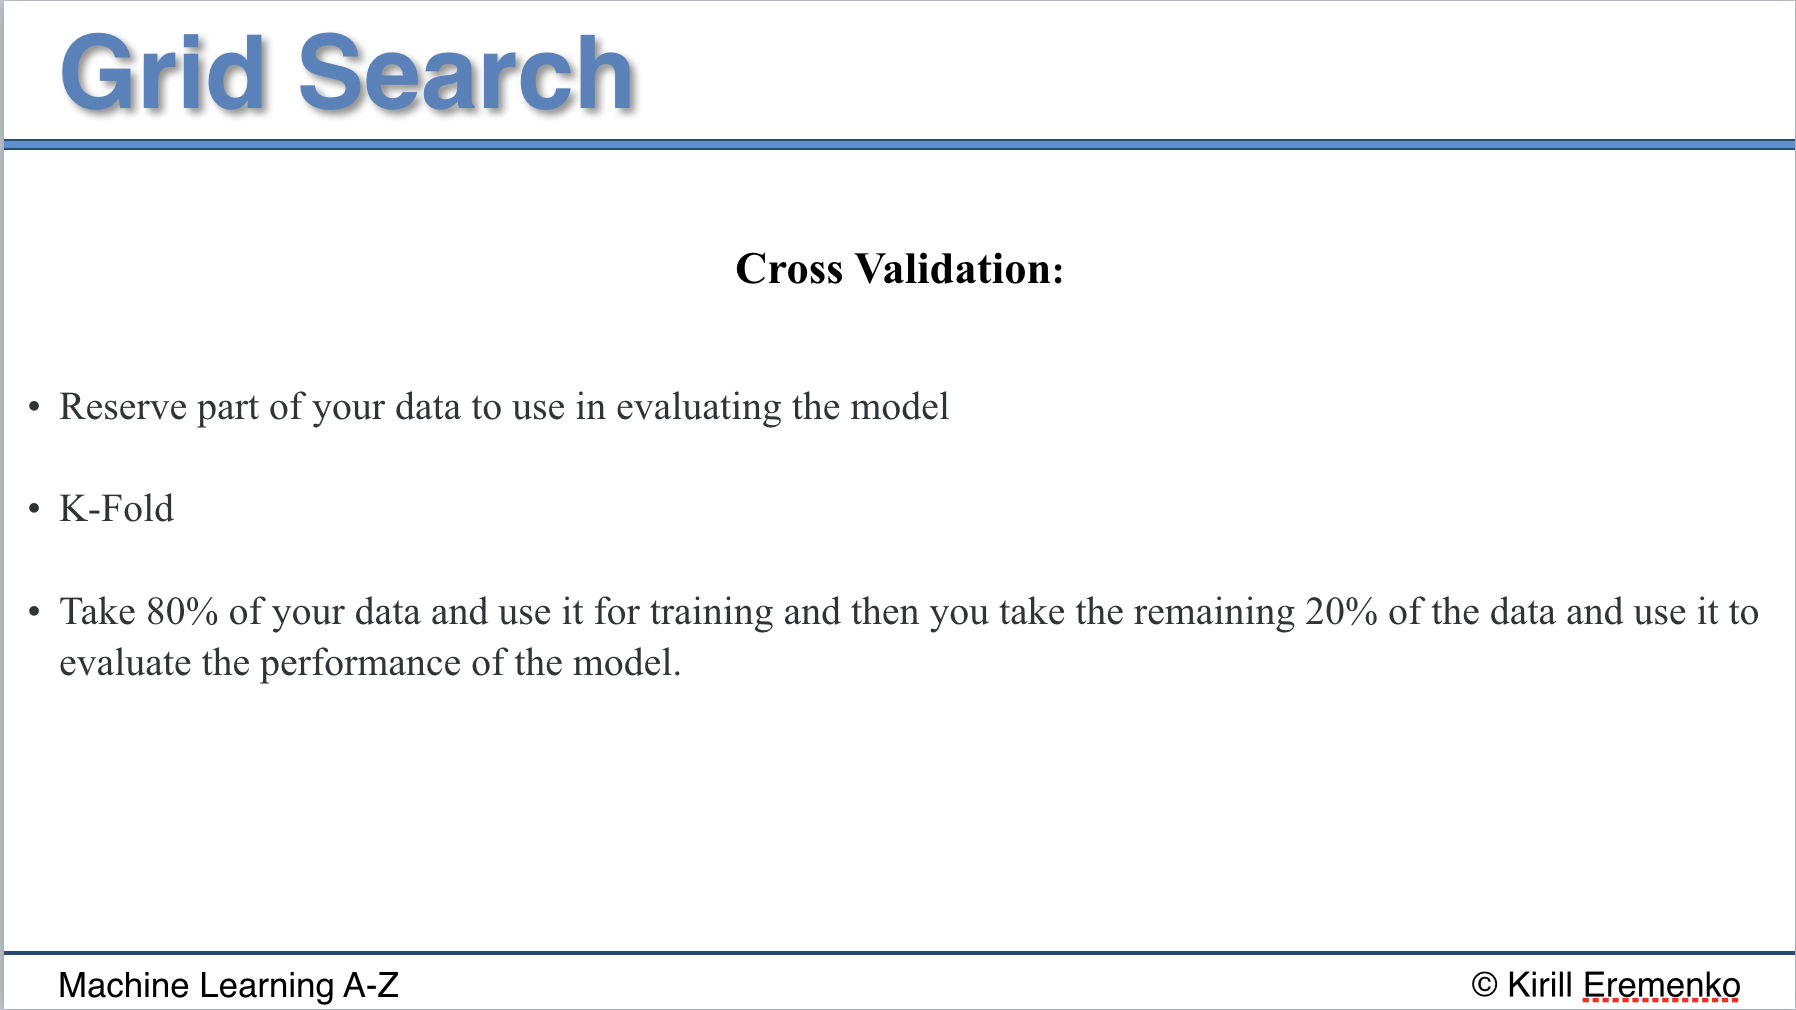 Grid Search
Cross Validation:
• Reserve part of your data to use in evaluating the model
• K-Fold
• Take 80% of your data and use it for training and then you take the remaining 20% of the data and use it to
evaluate the performance of the model.
Machine Learning A-Z
© Kirill Eremenko